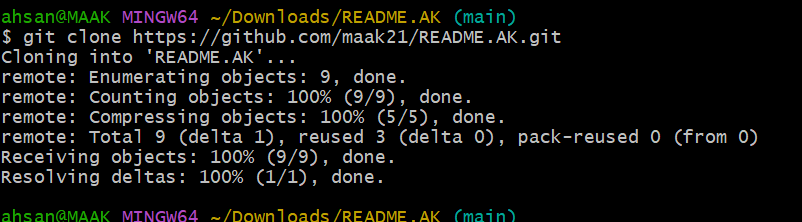 ahsan@MAAK MINGW64 ~/Downloads/README.AK (main)
$ git clone https://github.com/maak21/README.AK.git
Cloning into 'README.AK'...
remote: Enumerating objects: 9, done.
remote: Counting objects: 100% (9/9), done.
remote: Compressing objects: 100% (5/5), done.
remote: Total 9 (delta 1), reused 3 (delta 0), pack-reused 0 (from 0)
Receiving objects: 100% (9/9), done.
Resolving deltas: 100% (1/1), done.
ahsan@MAAK MINGW64 ~/Downloads/README.AK (main)